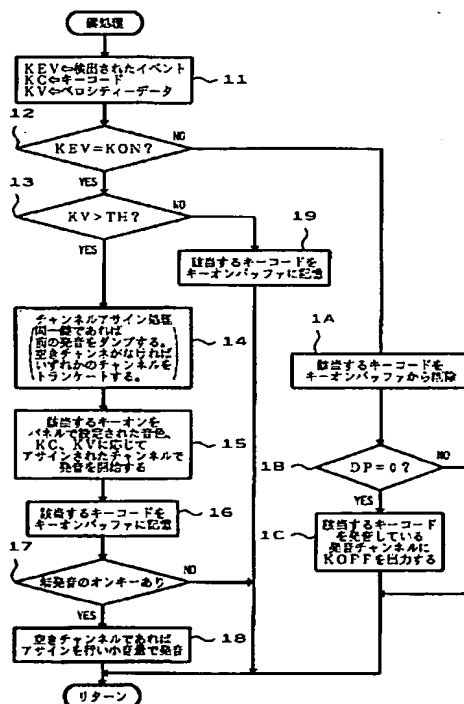 鍵処理
KEV⇐検出されたイベント
KC⇐キーコード
KV⇐ベロシティーデータ
11
12
KEV=KON?
NO
YES
13
KV>TH?
NO
YES
19
該当するキーコードを
キーオンバッファに記憶
チャンネルアサイン処理
同一鍵であれば
前の発音をダンプする。
空きチャンネがなければ
いずれかのチャンネルを
トランケートする。
14
1A
該当するキーコードを
キーオンバッファから削除
該当するキーオンを
パネルで設定された音色、
KC、KVに応じて
アサインされたチャンネルで
発音を開始する
15
1B
DP=0?
NO
YES
該当するキーコードを
キーオンバッファに記憶
16
1C
該当するキーコード
を発音している
発音チャンネルに
KOFFを出力する
17
発音のオンキーあり
NO
YES
空きチャンネルであれば
アサインを行い小音量で発音
18
リターン